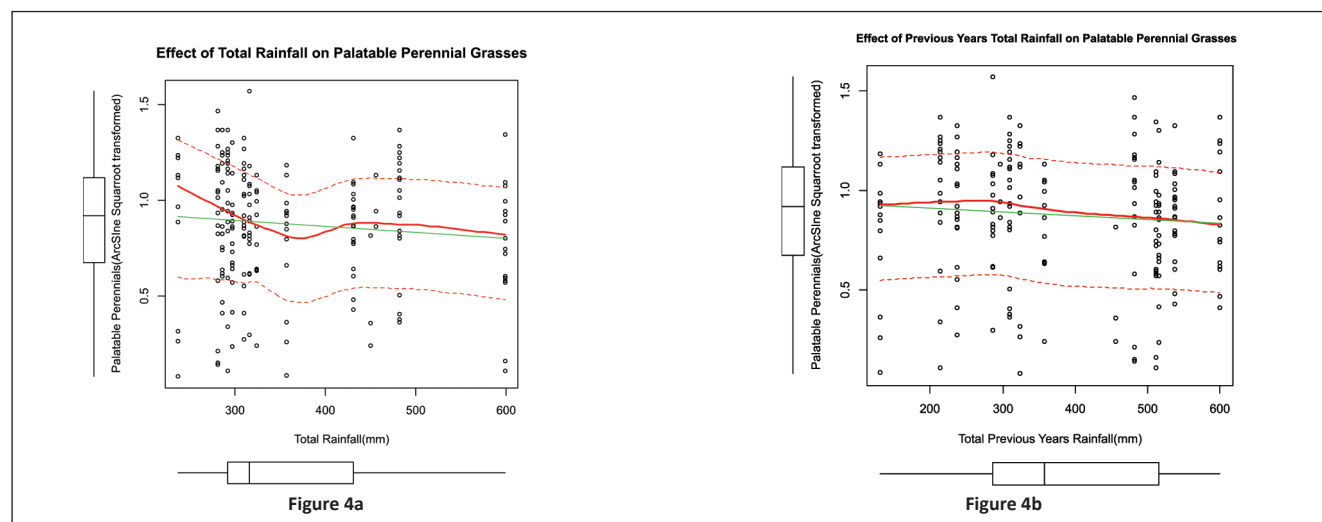 Effect of Total Rainfall on Palatable Perennial Grasses
Palatable Perennials(ArcSIne Squarroot transformed)
1.5
1.0
0.5
300
400
500
600
Total Rainfall(mm)
Figure 4a
Effect of Previous Years Total Rainfall on Palatable Perennial Grasses
Palatable Perennials(ArcSIne Squarroot transformed)
1.5
1.0
0.5
200
300
400
500
600
Total Previous Years Rainfall(mm)
Figure 4b